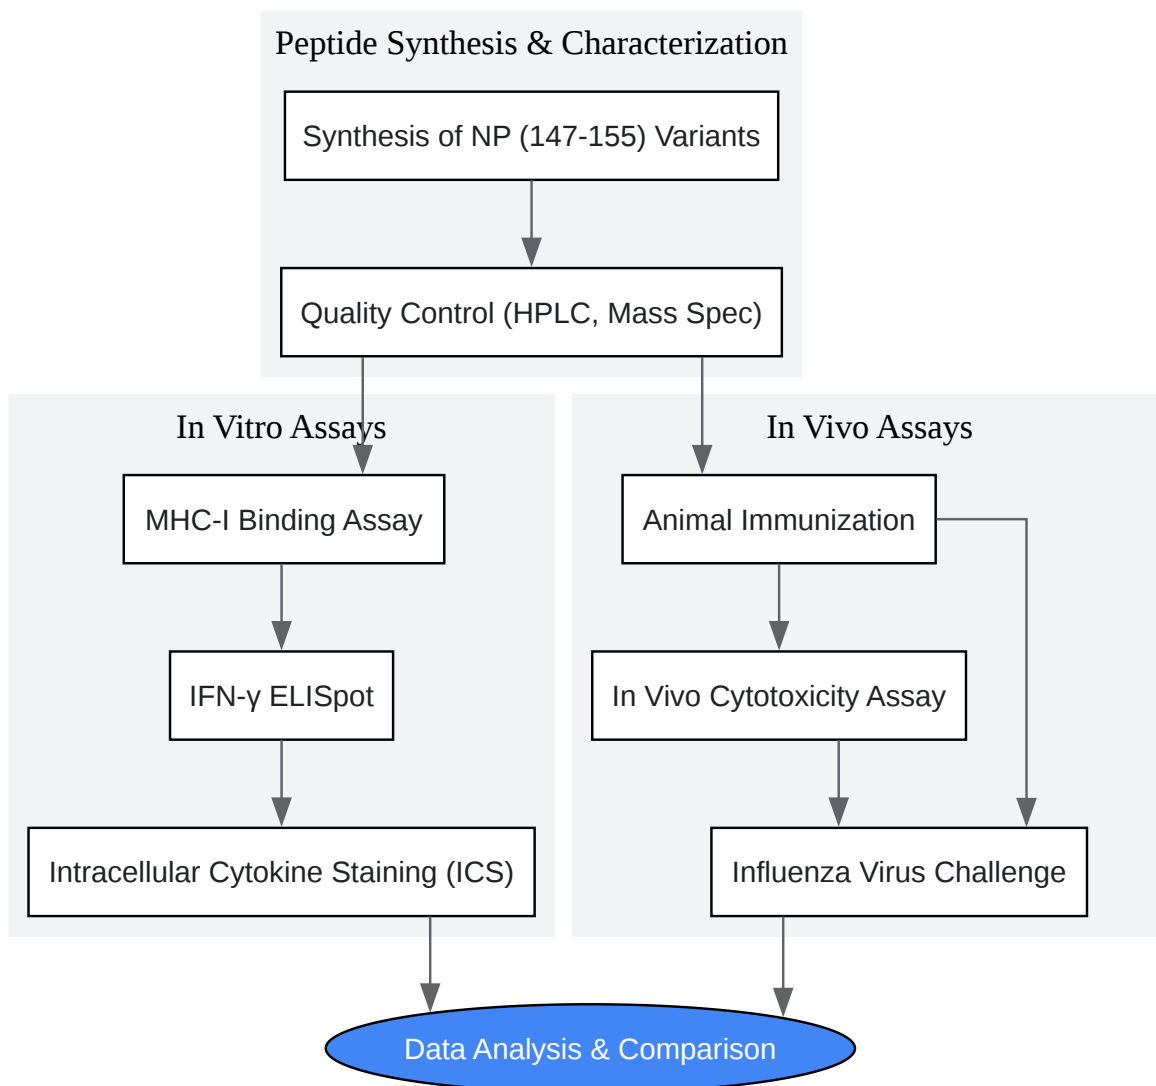 Peptide Synthesis & Characterization
Synthesis of NP (147-155) Variants
Quality Control (HPLC, Mass Spec)
In Vitro Assays
MHC-I Binding Assay
IFN-γ ELISpot
Intracellular Cytokine Staining (ICS)
In Vivo Assays
Animal Immunization
In Vivo Cytotoxicity Assay
Influenza Virus Challenge
Data Analysis & Comparison